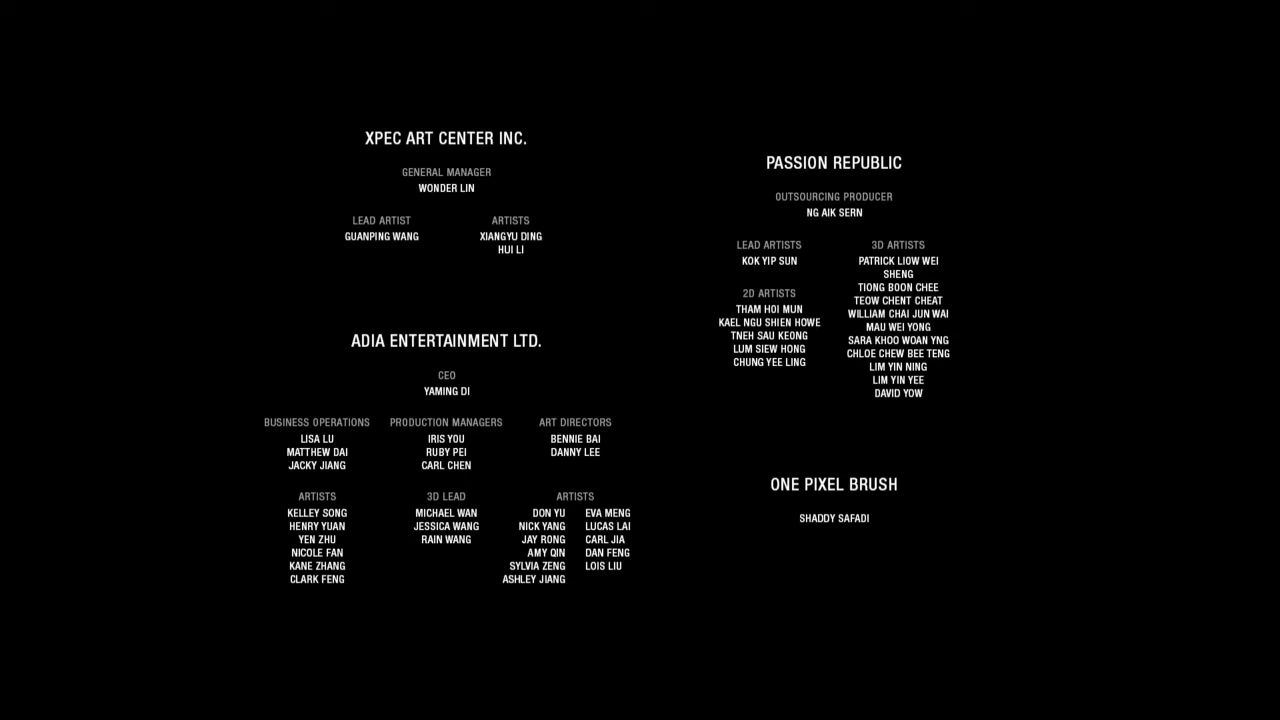 XPEC ART CENTER INC.
GENERAL MANAGER
WONDER LIN
LEAD ARTIST
GUANPING WANG
ARTISTS
XIANGYU DING
HUI LI
ADIA ENTERTAINMENT LTD.
CEO
YAMING DI
BUSINESS OPERATIONS
LISA LU
MATTHEW DAI
JACKY JIANG
PRODUCTION MANAGERS
IRIS YOU
RUBY PEI
CARL CHEN
ART DIRECTORS
BENNIE BAI
DANNY LEE
ARTISTS
KELLEY SONG
HENRY YUAN
YEN ZHU
NICOLE FAN
KANE ZHANG
CLARK FENG
3D LEAD
MICHAEL WAN
JESSICA WANG
RAIN WANG
ARTISTS
DON YU
NICK YANG
JAY RONG
AMY QIN
SYLVIA ZENG
ASHLEY JIANG
EVA MENG
LUCAS LAI
CARL JIA
DAN FENG
LOIS LIU
PASSION REPUBLIC
OUTSOURCING PRODUCER
NG AIK SERN
LEAD ARTISTS
KOK YIP SUN
2D ARTISTS
THAM HOI MUN
KAEL NGU SHIEN HOWE
TNEH SAU KEONG
LUM SIEW HONG
CHUNG YEE LING
3D ARTISTS
PATRICK LIOW WEI
SHENG
TIONG BOON CHEE
TEOW CHENT CHEAT
WILLIAM CHAI JUN WAI
MAU WEI YONG
SARA KHOO WOAN YNG
CHLOE CHEW BEE TENG
LIM YIN NING
LIM YIN YEE
DAVID YOW
ONE PIXEL BRUSH
SHADDY SAFADI